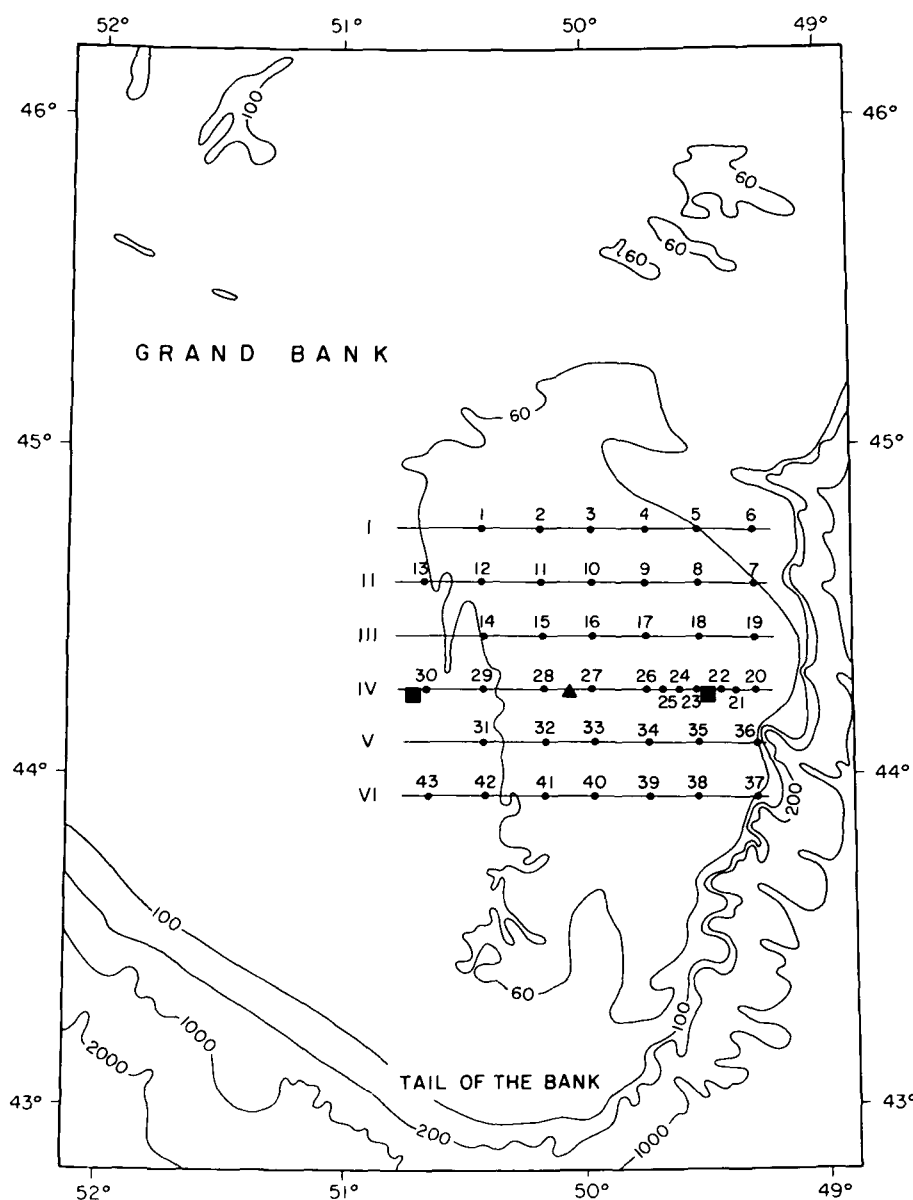 52° 51° 50° 49°
46° 46°
100
60
60
60
GRAND BANK
60
45° 45°
I 1 2 3 4 5 6
II 13 12 11 10 9 8 7
III 14 15 16 17 18 19
IV 30 29 28 27 26 24 22 20
25 23 21
V 31 32 33 34 35 36
44° 44°
VI 43 42 41 40 39 38 37
200
100
60
100
1000
2000
TAIL OF THE BANK
43° 43°
200
1000
52° 51° 50° 49°